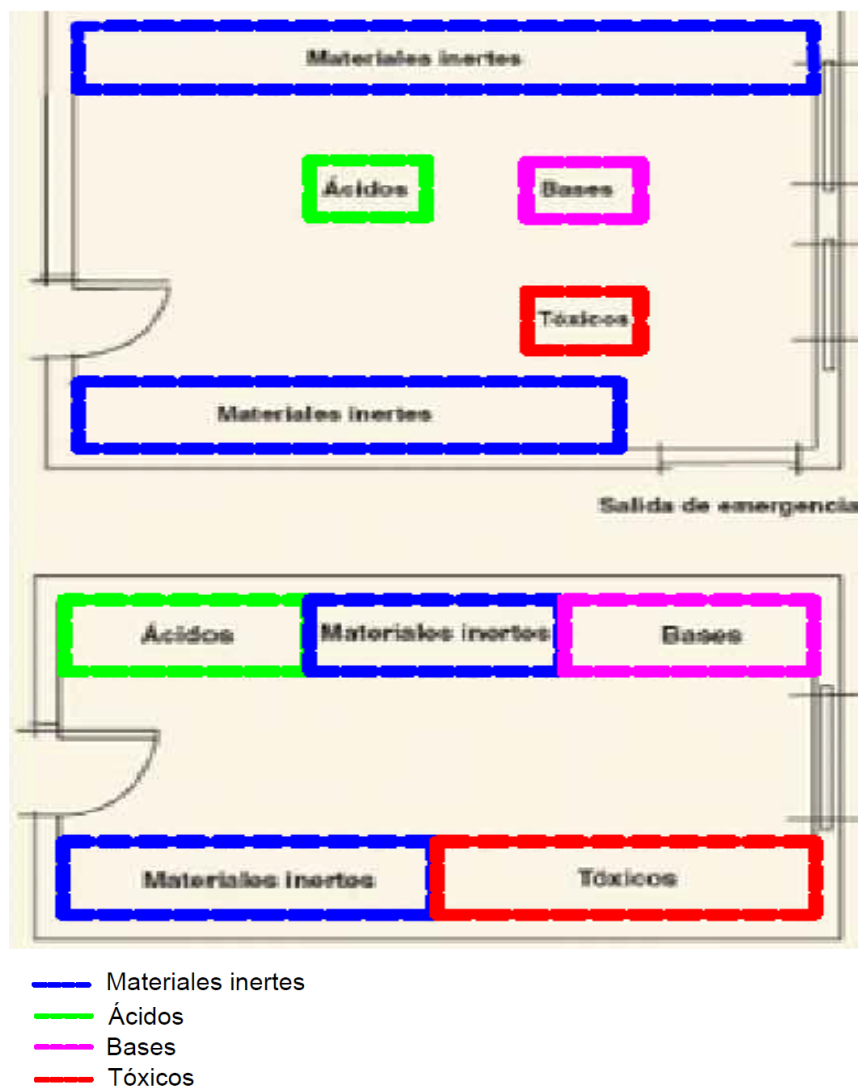 Materiales inertes
Ácidos
Bases
Tóxicos
Materiales inertes
Salida de emergencia
Ácidos
Materiales inertes
Bases
Materiales inertes
Tóxicos
Materiales inertes
Ácidos
Bases
Tóxicos